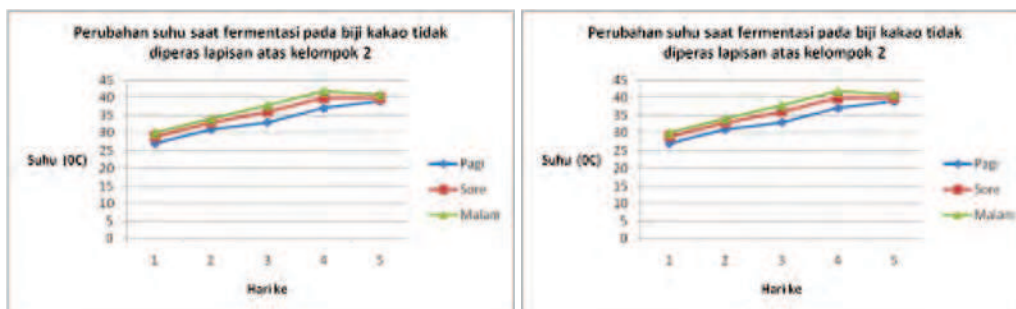 Perubahan suhu saat fermentasi pada biji kakao tidak
diperas lapisan atas kelompok 2
45
40
35
30
25
20
15
10
5
0
Suhu (0C)
1 2 3 4 5
Hari ke
Pagi
Sore
Malam
Perubahan suhu saat fermentasi pada biji kakao tidak
diperas lapisan atas kelompok 2
45
40
35
30
25
20
15
10
5
0
Suhu (0C)
1 2 3 4 5
Hari ke
Pagi
Sore
Malam